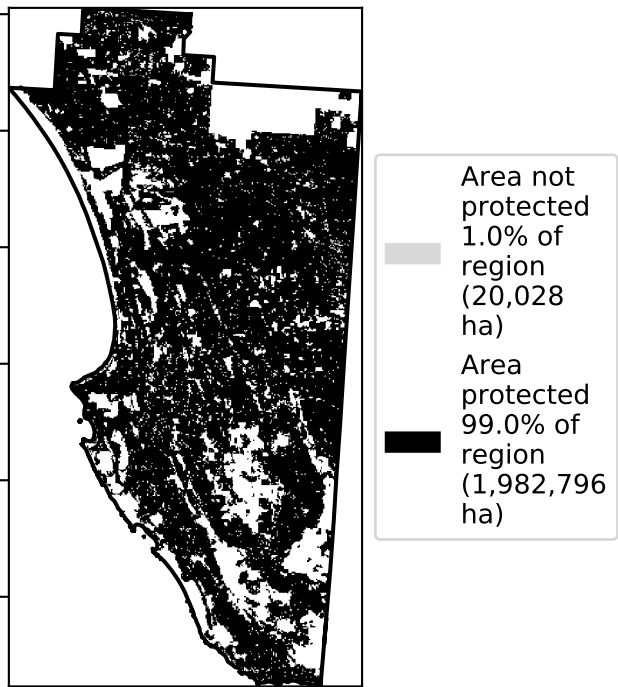 Area not
protected
1.0% of
region
(20,028
ha)
Area
protected
99.0% of
region
(1,982,796
ha)